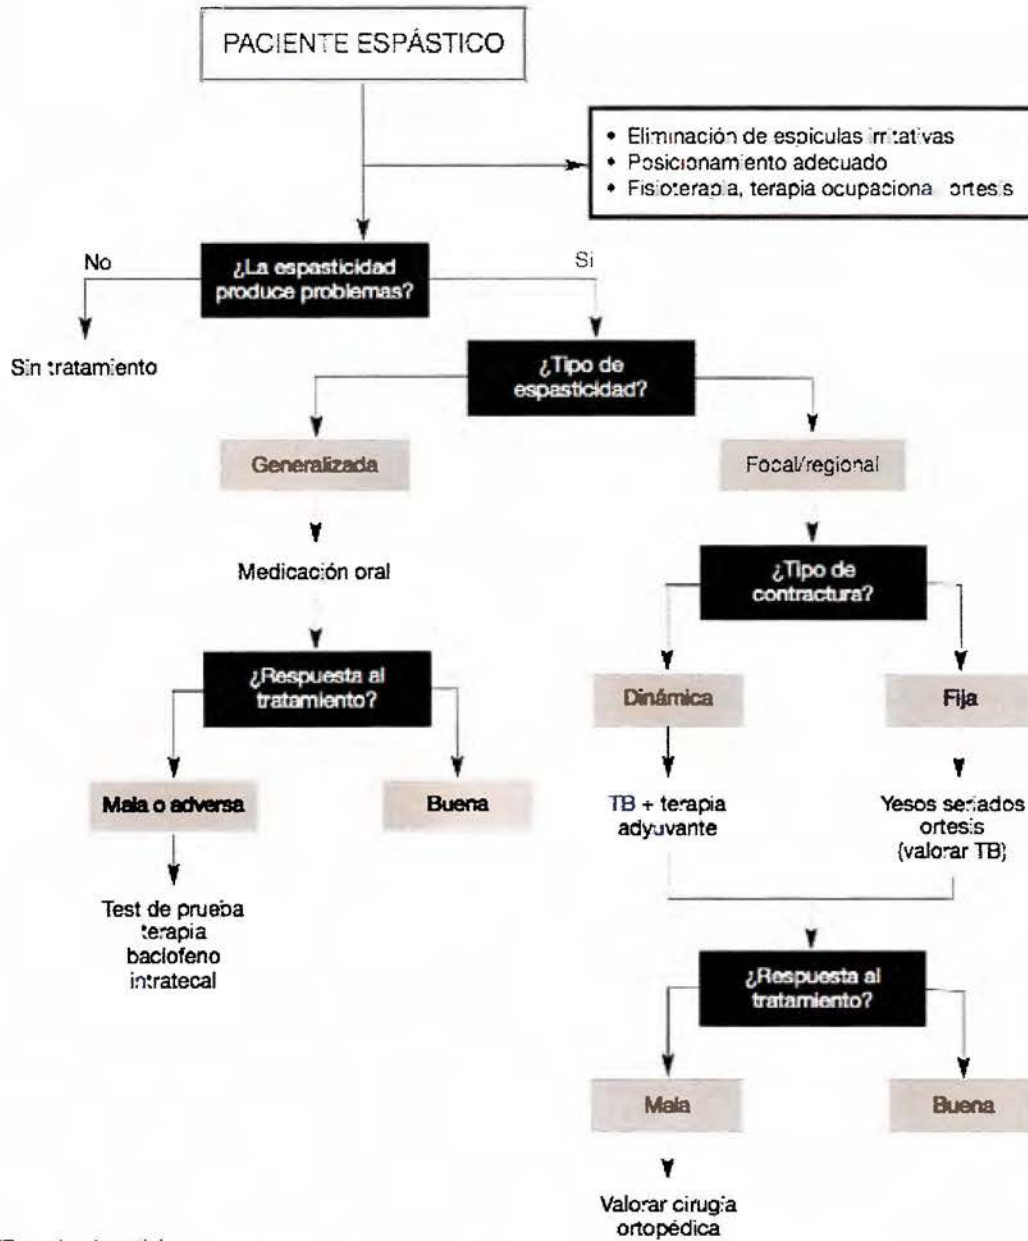 PACIENTE ESPÁSTICO
• Eliminación de espículas irritativas
• Posicionamiento adecuado
• Fisioterapia, terapia ocupaciona ortesis
No
¿La espasticidad
produce problemas?
Si
Sin tratamiento
¿Tipo de
espasticidad?
Generalizada
Focal/regional
Medicación oral
¿Tipo de
contractura?
¿Respuesta al
tratamiento?
Dinámica
Fija
Mala o adversa
Buena
TB + terapia
adyuvante
Yesos seriados
ortesis
(valorar TB)
Test de prueba
terapia
baclofeno
intratecal
¿Respuesta al
tratamiento?
Mala
Buena
Valorar cirugía
ortopédica